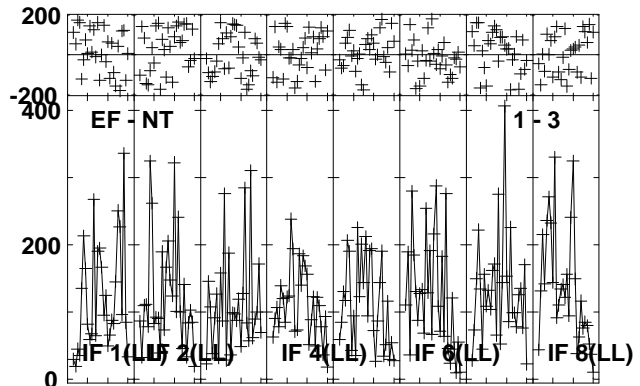 200
-200
400
EF - NT 1 - 3
200
IF 1(LL) IF 2(LL) IF 4(LL) IF 6(LL) IF 8(LL)
0